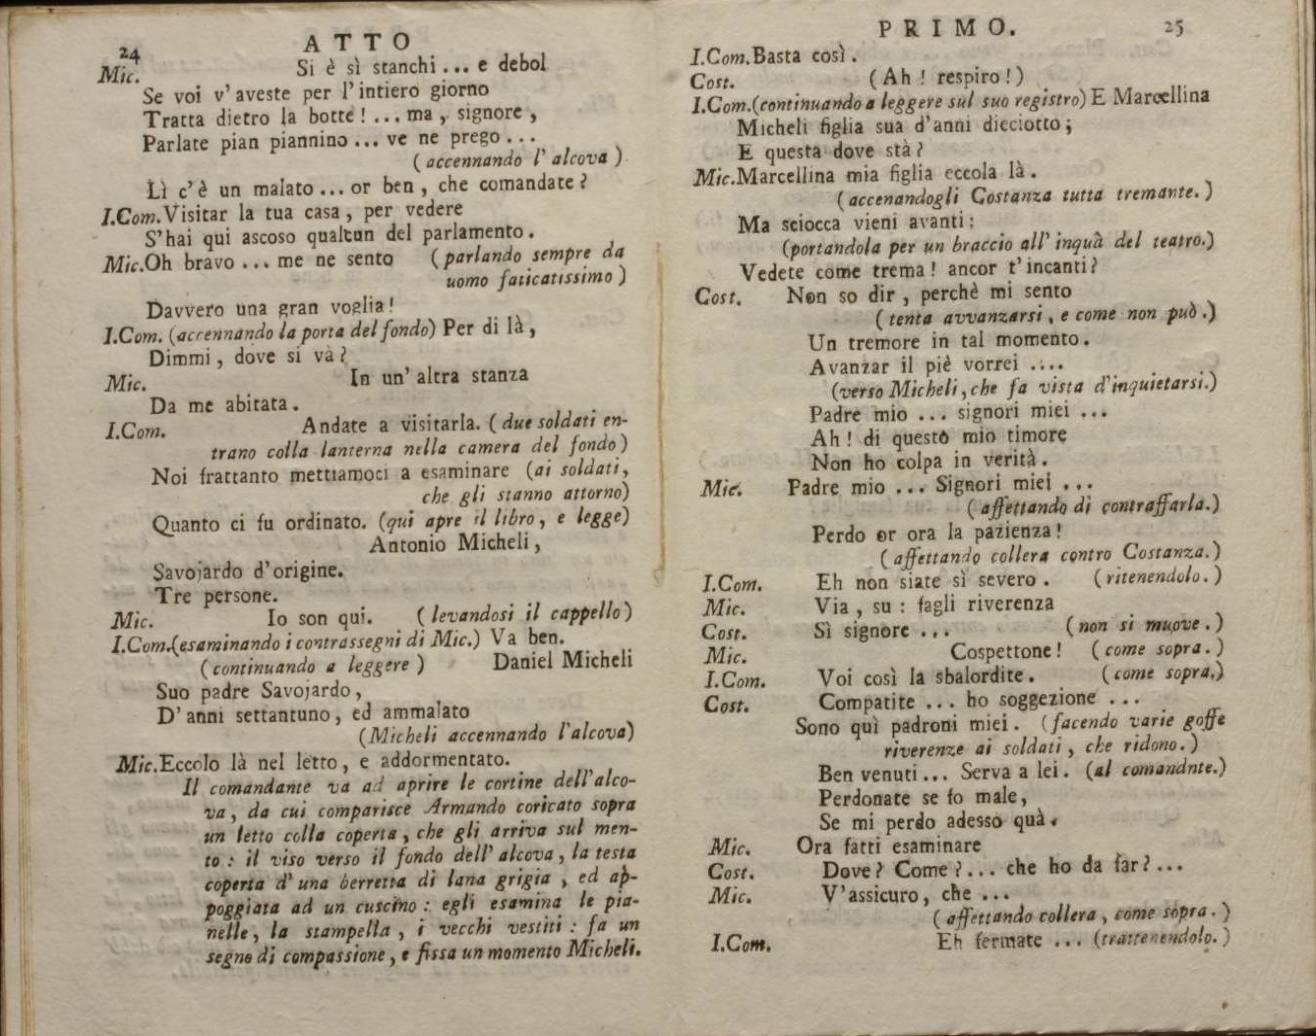 24
ATTO
Mic. Si è sì stanchi ... e debol
Se voi v' aveste per l' intiero giorno
Tratta dietro la botte! ... ma, signore,
Parlate pian piannino ... ve ne prego ...
(accennando l' alcova)
Lì c' è un malato ... or ben, che comandate?
I.Com. Visitar la tua casa, per vedere
S' hai qui ascoso qualcun del parlamento.
Mic. Oh bravo ... me ne sento (parlando sempre da
uomo faticatissimo)
Davvero una gran voglia!
I.Com. (accennando la porta del fondo) Per di là,
Dimmi, dove si và?
Mic. In un' altra stanza
Da me abitata.
I.Com. Andate a visitarla. (due soldati en-
trano colla lanterna nella camera del fondo)
Noi frattanto mettiamoci a esaminare (ai soldati,
che gli stanno attorno)
Quanto ci fu ordinato. (qui apre il libro, e legge)
Antonio Micheli,
Savojardo d' origine.
Tre persone.
Mic. Io son qui. (levandosi il cappello)
I.Com. (esaminando i contrassegni di Mic.) Va ben.
(continuando a leggere) Daniel Micheli
Suo padre Savojardo,
D' anni settantuno, ed ammalato
(Micheli accennando l'alcova)
Mic. Eccolo là nel letto, e addormentato.
Il comandante va ad aprire le cortine dell'alco-
va, da cui comparisce Armando coricato sopra
un letto colla coperta, che gli arriva sul men-
to: il viso verso il fondo dell' alcova, la testa
coperta d' una berretta di lana grigia, ed ap-
poggiata ad un cuscino: egli esamina le pia-
nelle, la stampella, i vecchi vestiti: fa un
segno di compassione, e fissa un momento Micheli.
PRIMO.
25
I.Com. Basta così.
Cost. (Ah! respiro!)
I.Com. (continuando a leggere sul suo registro) E Marcellina
Micheli figlia sua d' anni dieciotto;
E questa dove stà?
Mic. Marcellina mia figlia eccola là.
(accenandogli Costanza tutta tremante.)
Ma sciocca vieni avanti:
(portandola per un braccio all' inquà del teatro.)
Vedete come trema! ancor t' incanti?
Cost. Non so dir, perchè mi sento
(tenta avvanzarsi, e come non può.)
Un tremore in tal momento.
Avanzar il piè vorrei ....
(verso Micheli, che fa vista d'inquietarsi.)
Padre mio ... signori miei ...
Ah! di questo mio timore
Non ho colpa in verità.
Mic. Padre mio ... Signori miei ...
(affettando di contraffarla.)
Perdo or ora la pazienza!
(affettando collera contro Costanza.)
I.Com. Eh non siate sì severo. (ritenendolo.)
Mic. Via, su: fagli riverenza
Cost. Sì signore ... (non si muove.)
Mic. Cospettone! (come sopra.)
I.Com. Voi così la sbalordite. (come sopra.)
Cost. Compatite ... ho soggezione ...
Sono quì padroni miei. (facendo varie goffe
riverenze ai soldati, che ridono.)
Ben venuti... Serva a lei. (al comandnte.)
Perdonate se fo male,
Se mi perdo adesso quà.
Mic. Ora fatti esaminare
Cost. Dove? Come?... che ho da far?...
Mic. V' assicuro, che ...
(affettando collera, come sopra.)
I.Com. Eh fermate ... (trattenendolo.)